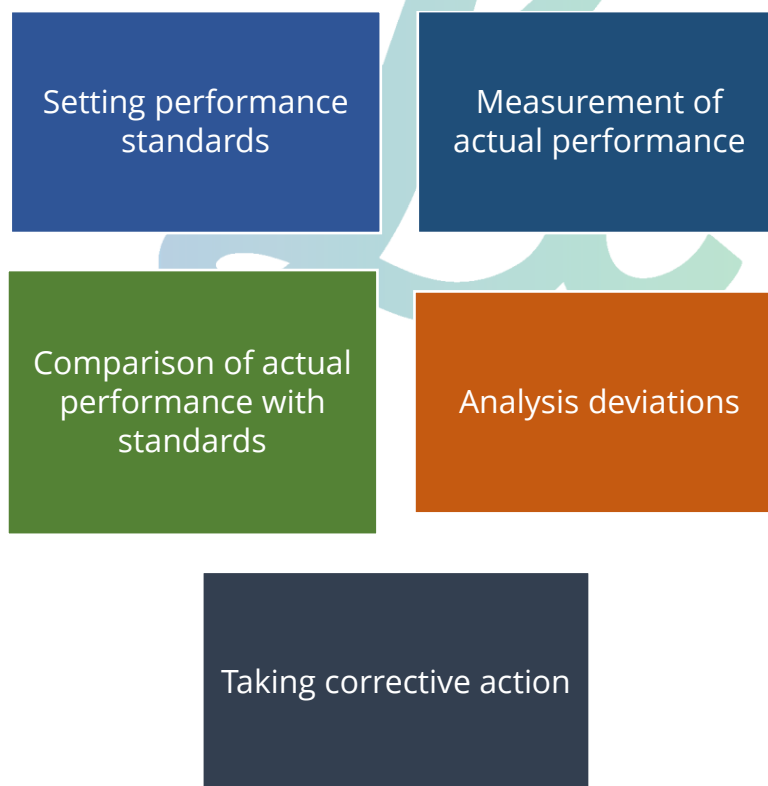 Setting performance
standards
Measurement of
actual performance
Comparison of actual
performance with
standards
Analysis deviations
Taking corrective action